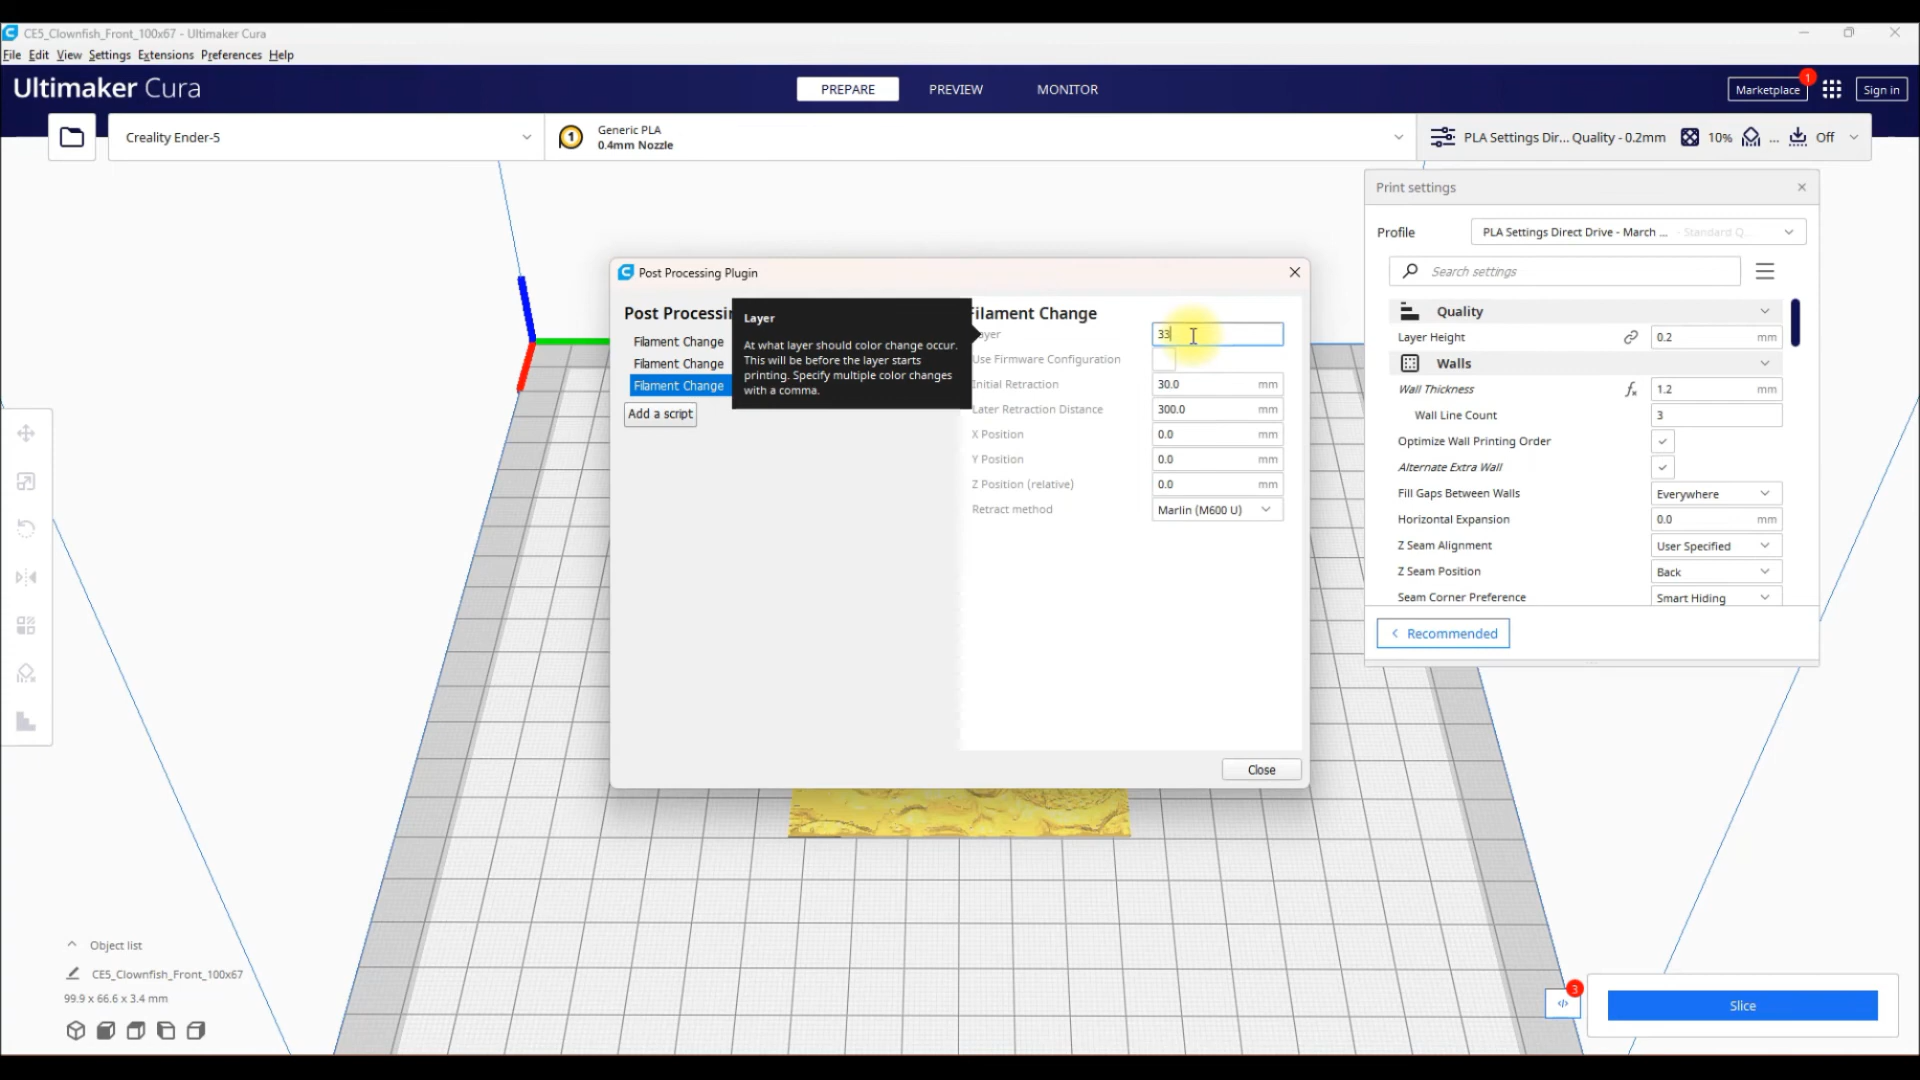 CE5_Clownfish_Front_100x67 - Ultimaker Cura
File Edit View Settings Extensions Preferences Help
Ultimaker Cura
PREPARE
PREVIEW
MONITOR
1
Marketplace
Sign in
Creality Ender-5
1
Generic PLA
0.4mm Nozzle
PLA Settings Dir... Quality - 0.2mm
10%
...
Off
Print settings
Profile
PLA Settings Direct Drive - March ... - Standard Q...
Search settings
Quality
Layer Height
0.2 mm
Walls
Wall Thickness
1.2 mm
Wall Line Count
3
Optimize Wall Printing Order
Alternate Extra Wall
Fill Gaps Between Walls
Everywhere
Horizontal Expansion
0.0 mm
Z Seam Alignment
User Specified
Z Seam Position
Back
Seam Corner Preference
Smart Hiding
Recommended
Post Processing Plugin
Post Processin
Filament Change
Filament Change
Filament Change
Add a script
Layer
At what layer should color change occur.
This will be before the layer starts
printing. Specify multiple color changes
with a comma.
ilament Change
ayer
33
Use Firmware Configuration
Initial Retraction
30.0 mm
Later Retraction Distance
300.0 mm
X Position
0.0 mm
Y Position
0.0 mm
Z Position (relative)
0.0 mm
Retract method
Marlin (M600 U)
Close
Object list
CE5_Clownfish_Front_100x67
99.9 x 66.6 x 3.4 mm
3
</>
Slice